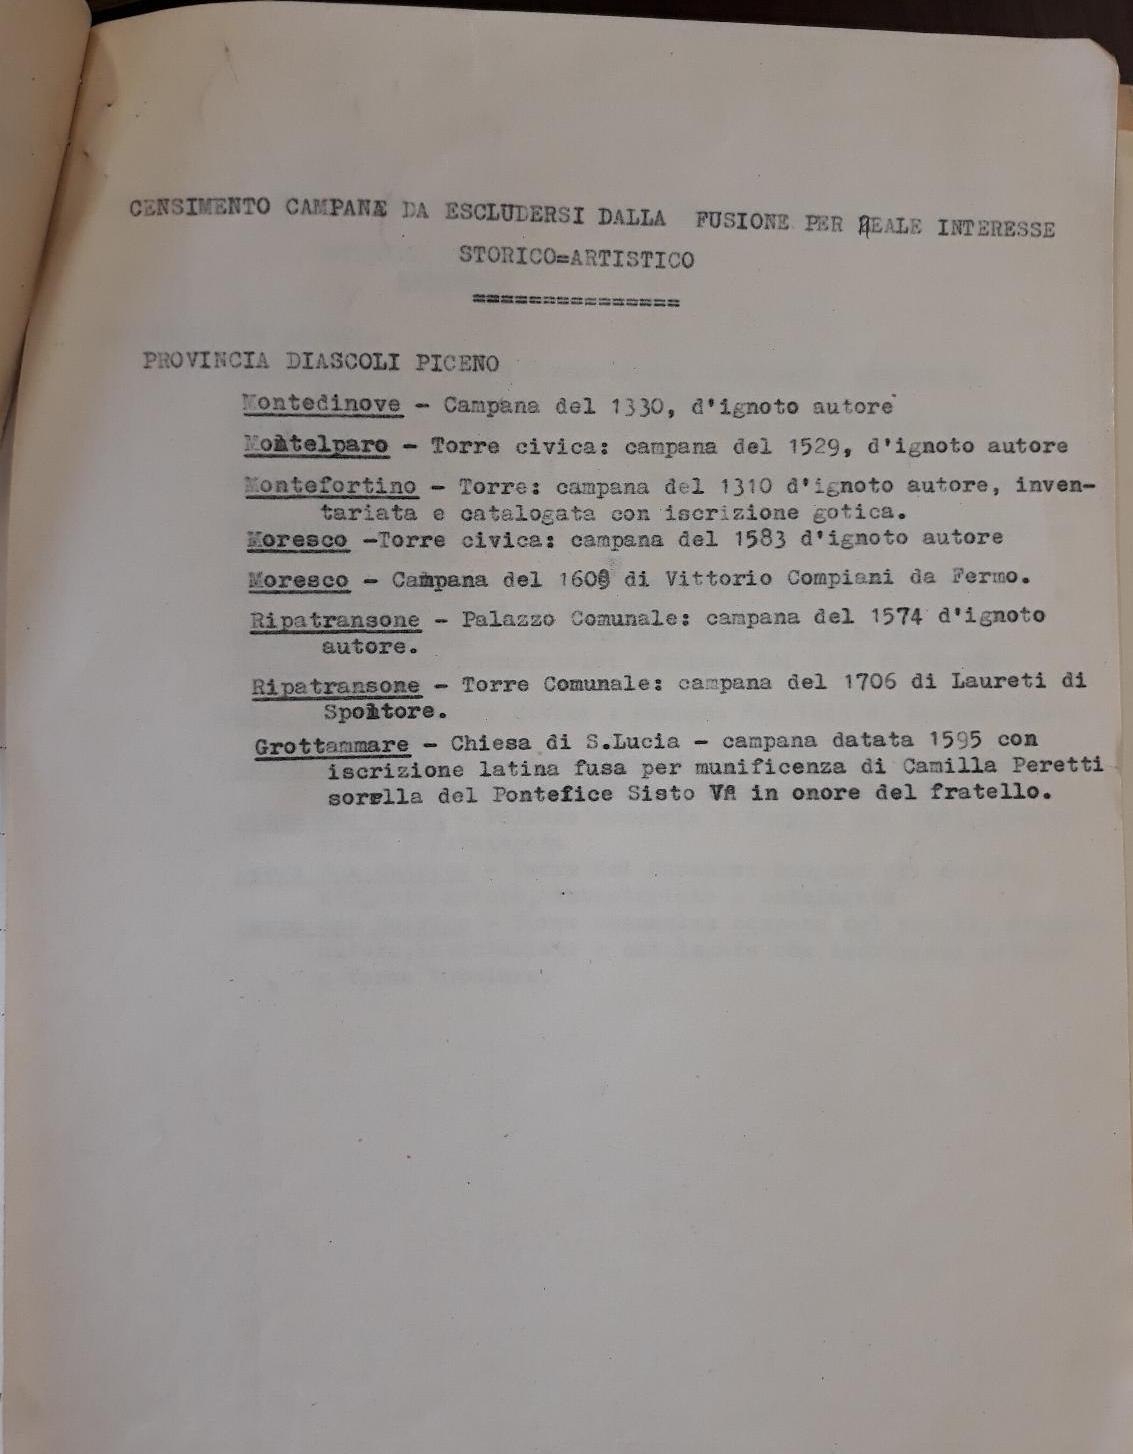 CENSIMENTO CAMPANE DA ESCLUDERSI DALLA FUSIONE PER REALE INTERESSE
STORICO=ARTISTICO
===============
PROVINCIA DIASCOLI PICENO
Montedinove - Campana del 1330, d'ignoto autore
Montelparo - Torre civica: campana del 1529, d'ignoto autore
Montefortino - Torre: campana del 1310 d'ignoto autore, inven-
tariata e catalogata con iscrizione gotica.
Moresco -Torre civica: campana del 1583 d'ignoto autore
Moresco - Campana del di Vittorio Compiani da Fermo.
Ripatransone - Palazzo Comunale: campana del 1574 d'ignoto
autore.
Ripatransone - Torre Comunale: campana del 1706 di Laureti di
Spoltore.
Grottammare - Chiesa di S.Lucia - campana datata 1595 con
iscrizione latina fusa per munificenza di Camilla Peretti
sorella del Pontefice Sisto V in onore del fratello.